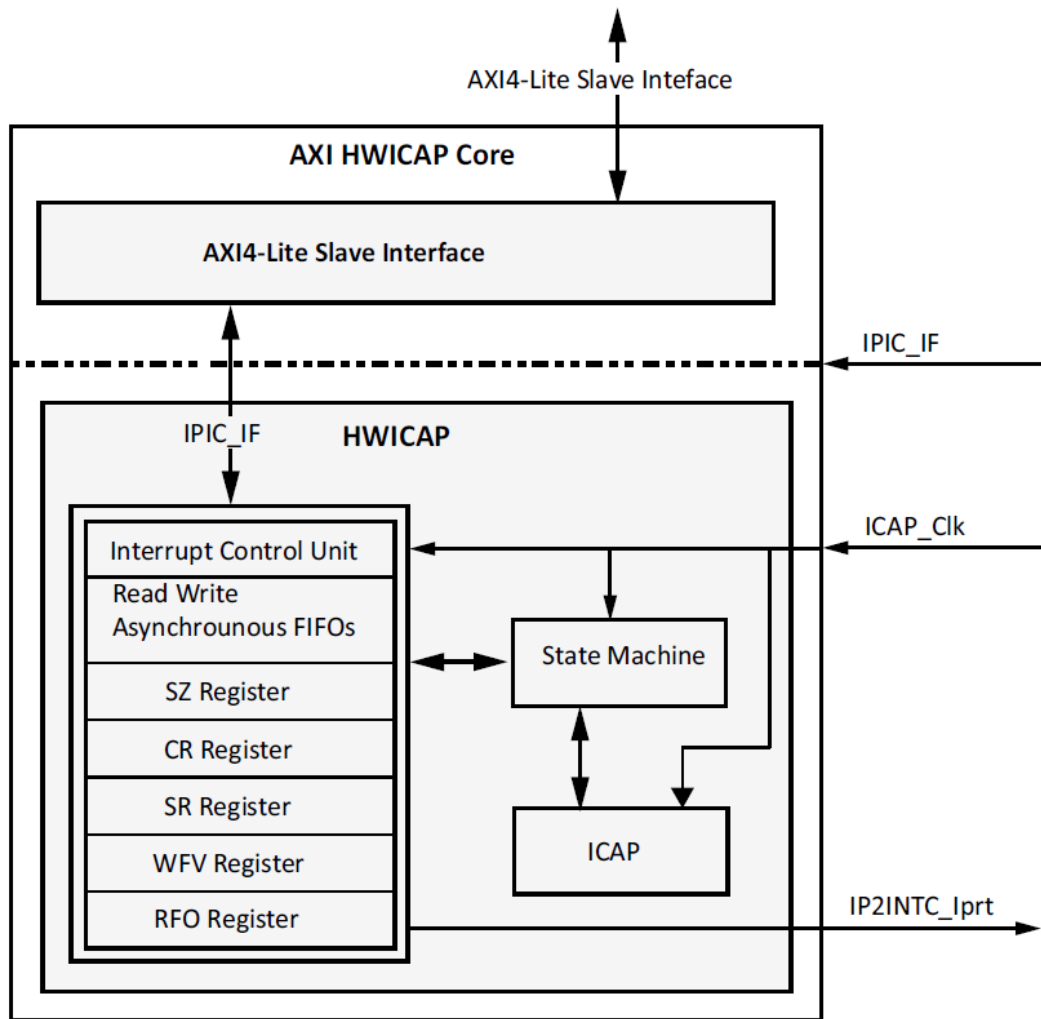 AXI4-Lite Slave Inteface
AXI HWICAP Core
AXI4-Lite Slave Interface
IPIC_IF
IPIC_IF
HWICAP
ICAP_Clk
Interrupt Control Unit
Read Write
Asynchrounous FIFOs
State Machine
SZ Register
CR Register
SR Register
ICAP
WFV Register
RFO Register
IP2INTC_Iprt